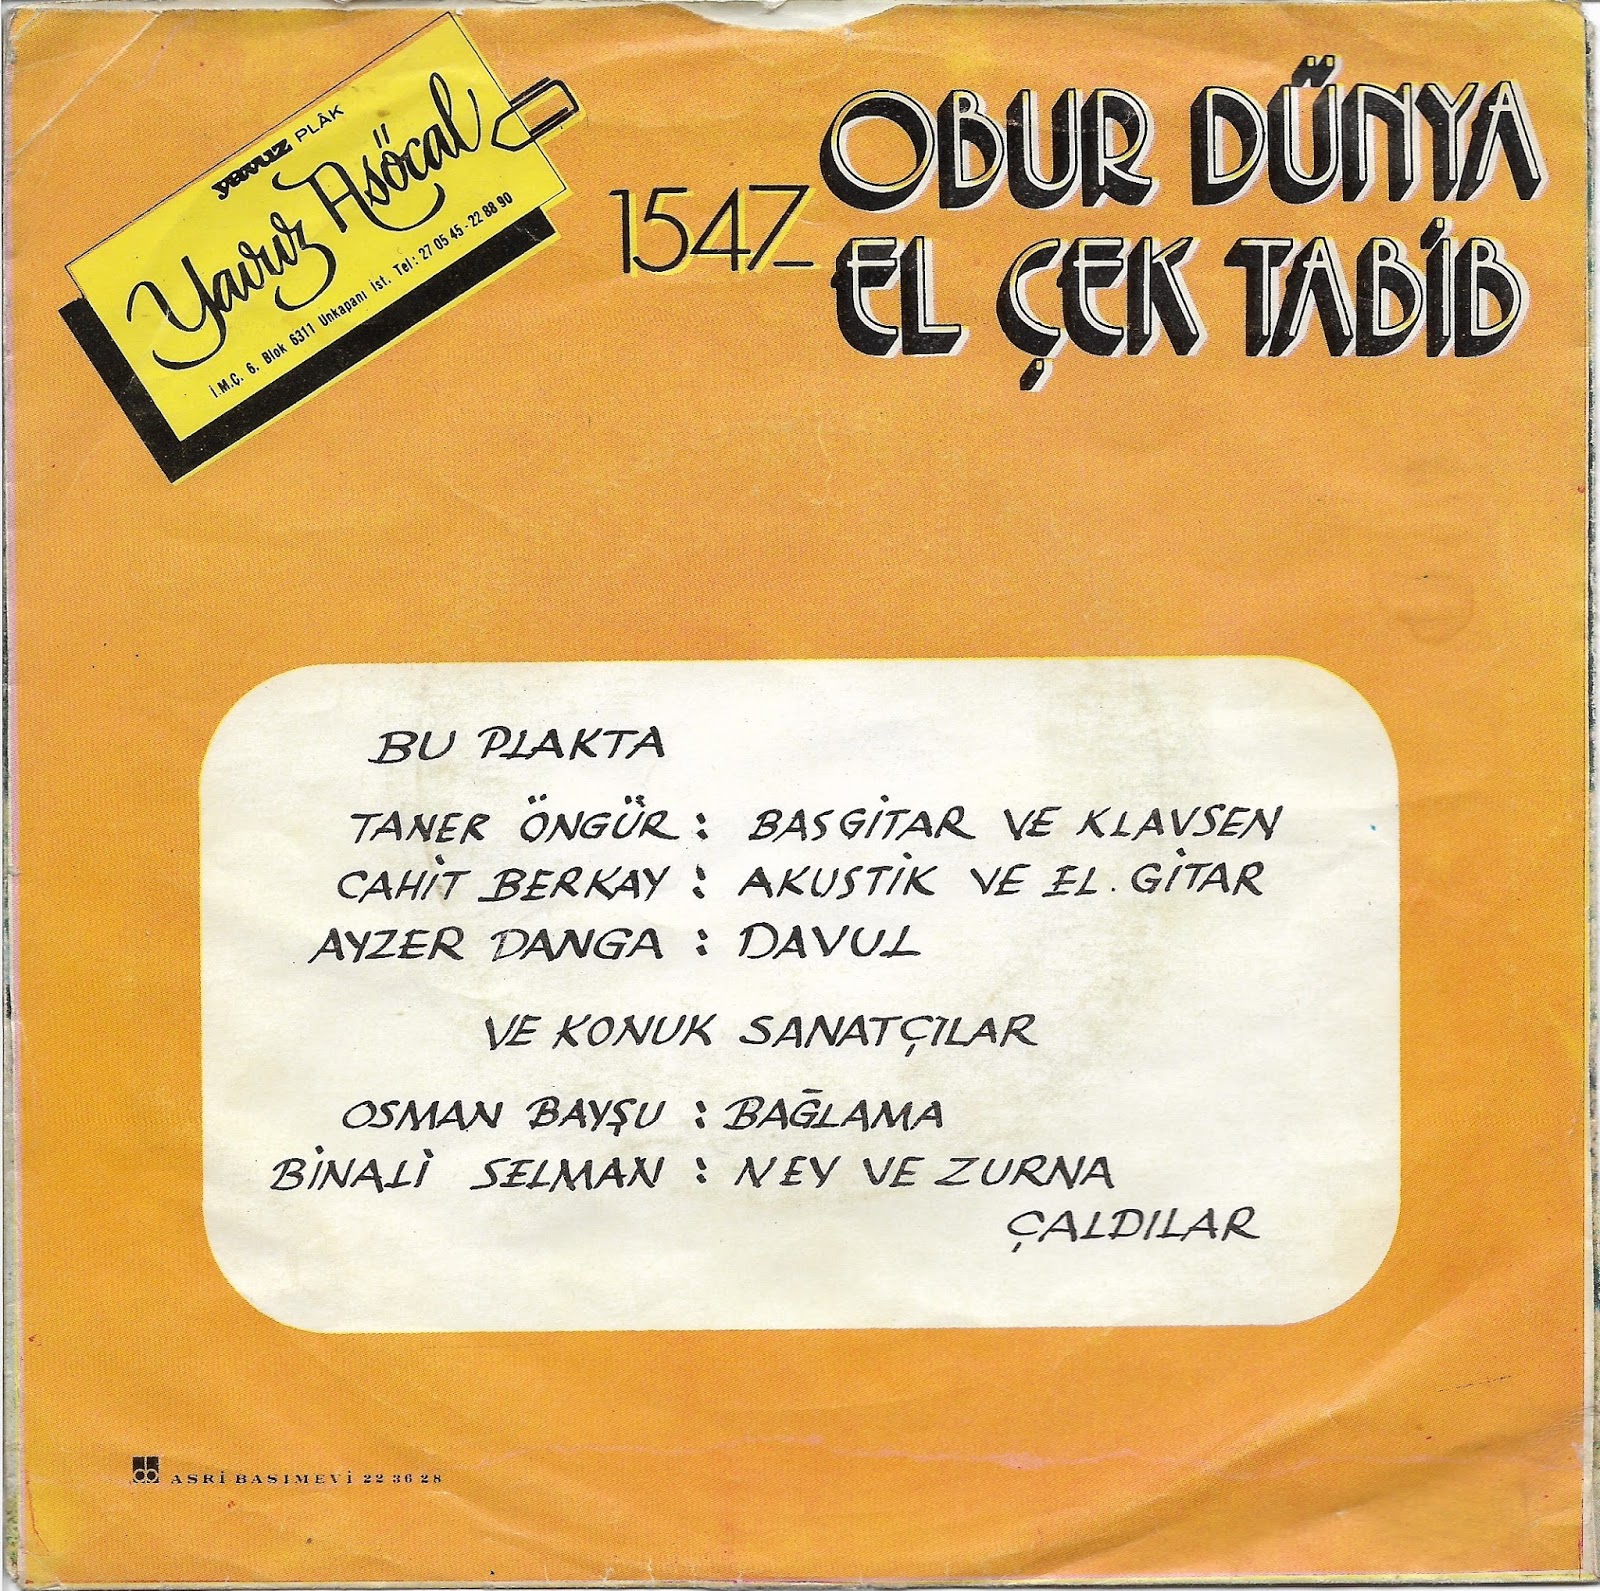 yavuz PLÂK
Yavuz Asöcal
İ.M.Ç. 6. Blok 6311 Unkapanı İst. Tel: 27 05 45 - 22 88 90
1547
OBUR DÜNYA
EL ÇEK TABİB
BU PLAKTA
TANER ÖNGÜR : BASGİTAR VE KLAVSEN
CAHİT BERKAY : AKUSTİK VE EL. GİTAR
AYZER DANGA : DAVUL
VE KONUK SANATÇILAR
OSMAN BAYŞU : BAĞLAMA
BİNALİ SELMAN : NEY VE ZURNA
ÇALDILAR
ASRİ BASIMEVİ 22 36 28